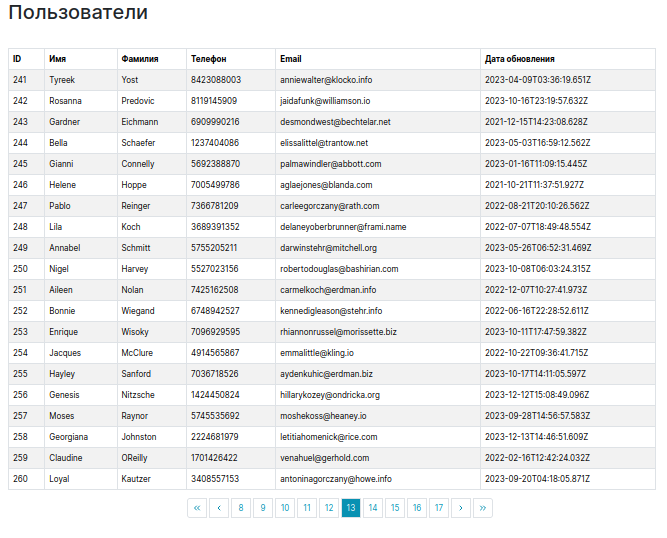 Пользователи
ID Имя Фамилия Телефон Email Дата обновления
241 Tyreek Yost 8423088003 anniewalter@klocko.info 2023-04-09T03:36:19.651Z
242 Rosanna Predovic 8119145909 jaidafunk@williamson.io 2023-10-16T23:19:57.632Z
243 Gardner Eichmann 6909990216 desmondwest@bechtelar.net 2021-12-15T14:23:08.628Z
244 Bella Schaefer 1237404086 elissalittel@trantow.net 2023-05-03T16:59:12.562Z
245 Gianni Connelly 5692388870 palmawindler@abbott.com 2023-01-16T11:09:15.445Z
246 Helene Hoppe 7005499786 aglaejones@blanda.com 2021-10-21T11:37:51.927Z
247 Pablo Reinger 7366781209 carleegorczany@rath.com 2022-08-21T20:10:26.562Z
248 Lila Koch 3689391352 delaneyoberbrunner@frami.name 2022-07-07T18:49:48.554Z
249 Annabel Schmitt 5755205211 darwinstehr@mitchell.org 2023-05-26T06:52:31.469Z
250 Nigel Harvey 5527023156 robertodouglas@bashirian.com 2023-10-08T06:03:24.315Z
251 Aileen Nolan 7425162508 carmelkoch@erdman.info 2022-12-07T10:27:41.973Z
252 Bonnie Wiegand 6748942527 kennedigleason@stehr.info 2022-06-16T22:28:52.611Z
253 Enrique Wisoky 7096929595 rhiannonrussel@morissette.biz 2023-10-11T17:47:59.382Z
254 Jacques McClure 4914565867 emmalittle@kling.io 2022-10-22T09:36:41.715Z
255 Hayley Sanford 7036718526 aydenkuhic@erdman.biz 2023-10-17T14:11:05.597Z
256 Genesis Nitzsche 1424450824 hillarykozey@ondricka.org 2023-12-12T15:08:49.096Z
257 Moses Raynor 5745535692 moshekoss@heaney.io 2023-09-28T14:56:57.583Z
258 Georgiana Johnston 2224681979 letitiahomenick@rice.com 2023-12-13T14:46:51.609Z
259 Claudine OReilly 1701426422 venahuel@gerhold.com 2022-02-16T12:42:24.032Z
260 Loyal Kautzer 3408557153 antoninagorczany@howe.info 2023-09-20T04:18:05.871Z
« ‹ 8 9 10 11 12 13 14 15 16 17 › »